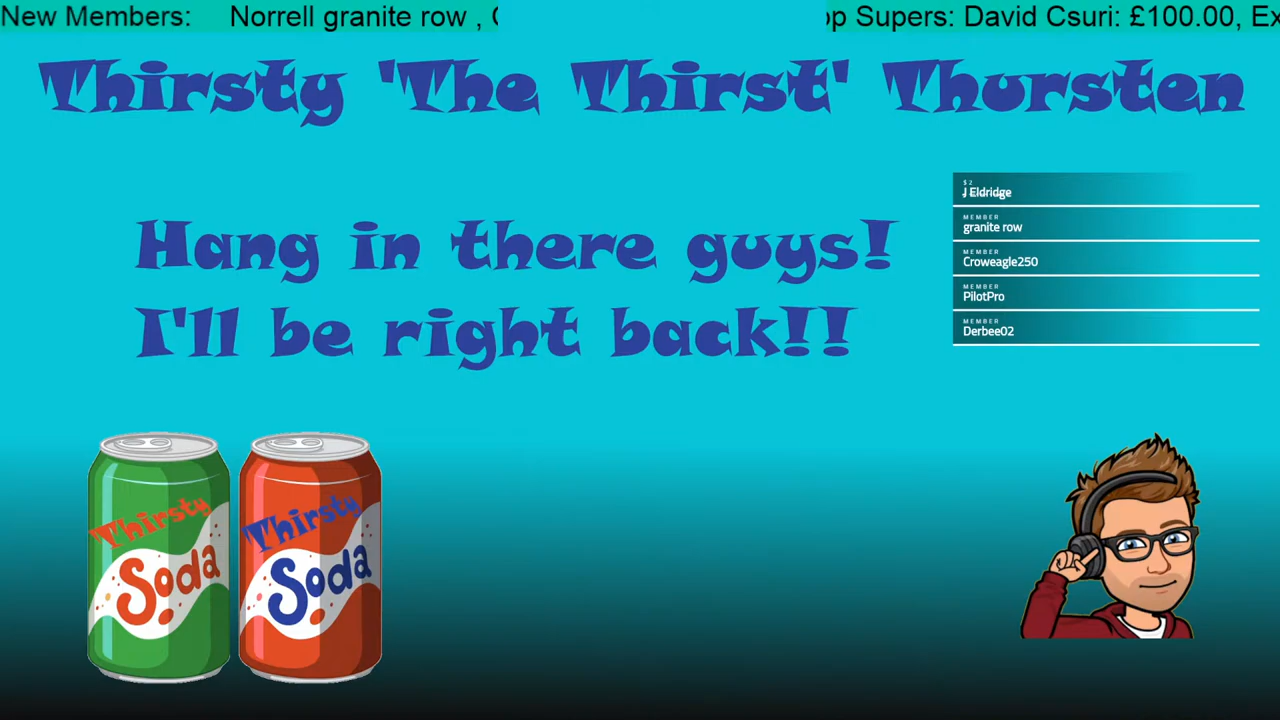 New Members: Norrell granite row ,
Supers: David Csuri: £100.00,
Thirsty 'The Thirst' Thursten
Hang in there guys!
I'll be right back!!
$2
J Eldridge
MEMBER
granite row
MEMBER
Croweagle250
MEMBER
PilotPro
MEMBER
Derbee02
Thirsty
Soda
Thirsty
Soda